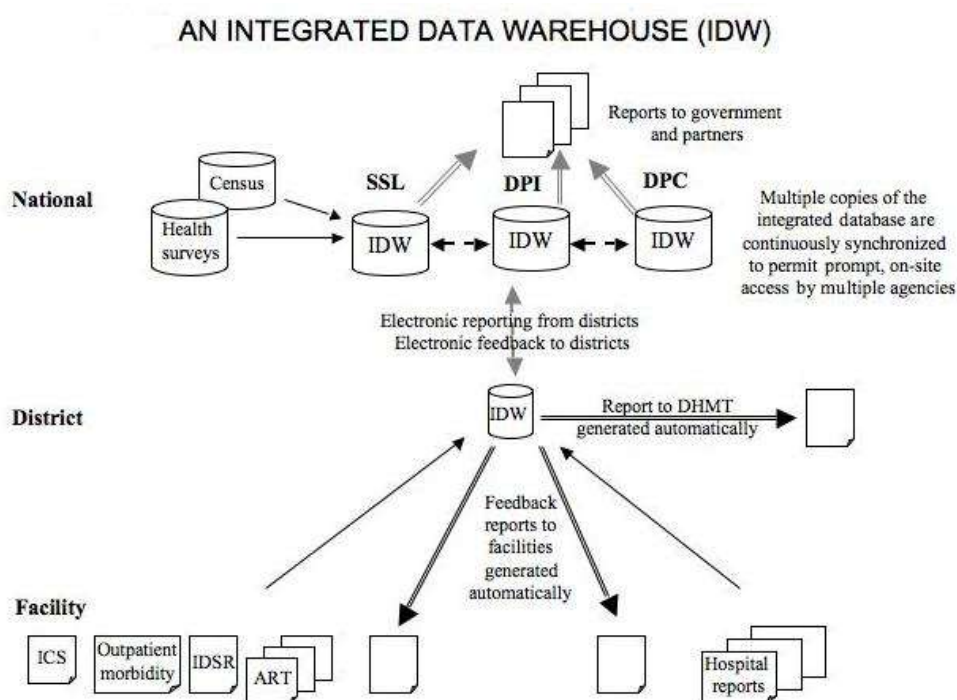 AN INTEGRATED DATA WAREHOUSE (IDW)
Reports to government
and partners
National
Census
Health
surveys
SSL
DPI
DPC
IDW
IDW
IDW
Multiple copies of the
integrated database are
continuously synchronized
to permit prompt, on-site
access by multiple agencies
Electronic reporting from districts
Electronic feedback to districts
District
IDW
Report to DHMT
generated automatically
Feedback
reports to
facilities
generated
automatically
Facility
ICS
Outpatient
morbidity
IDSR
ART
Hospital
reports